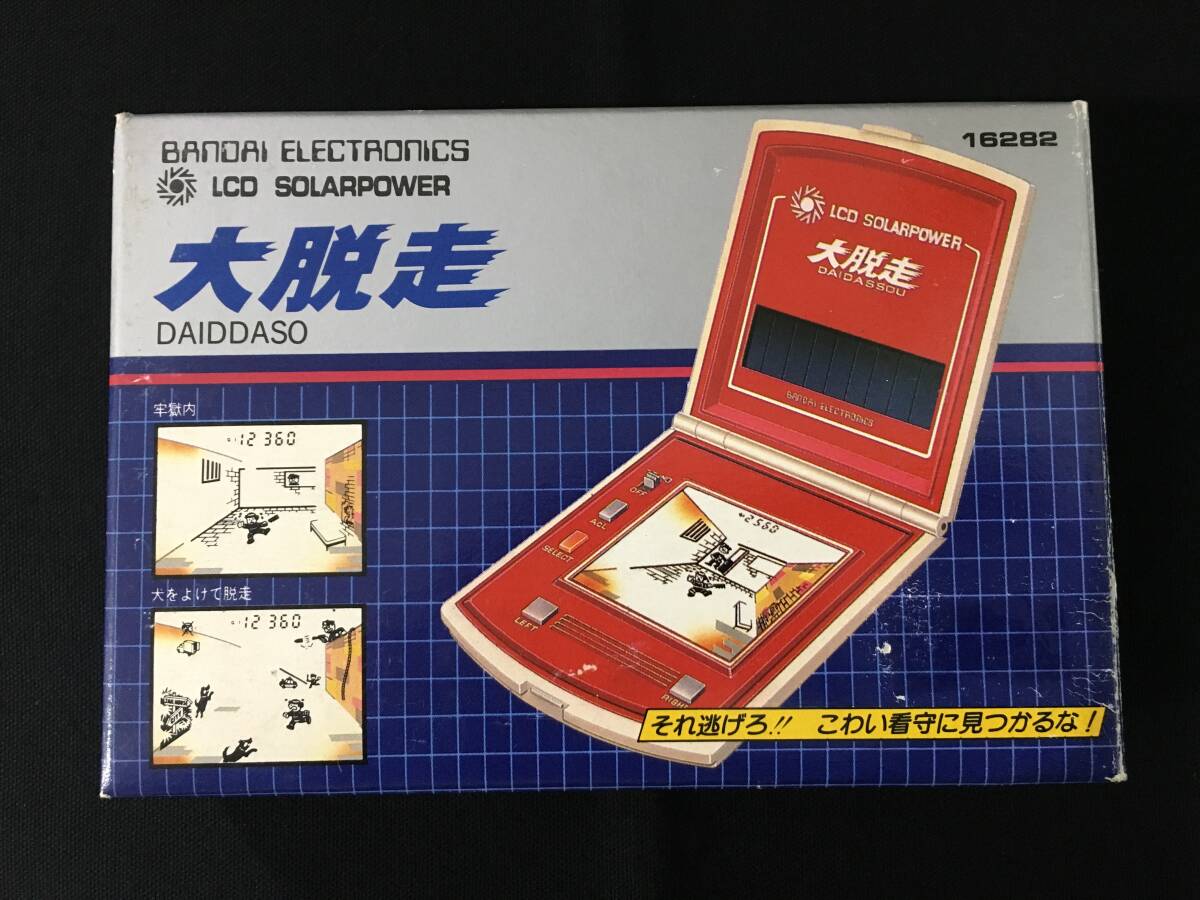 BANDAI ELECTRONICS
LCD SOLARPOWER
大脱走
DAIDDASO
16282
LCD SOLARPOWER
大脱走
DAIDASSOU
BANDAI ELECTRONICS
牢獄内
12 360
犬をよけて脱走
12 360
OFF
ACL
SELECT
2560
LEFT
RIGHT
それ逃げろ!! こわい看守に見つかるな!